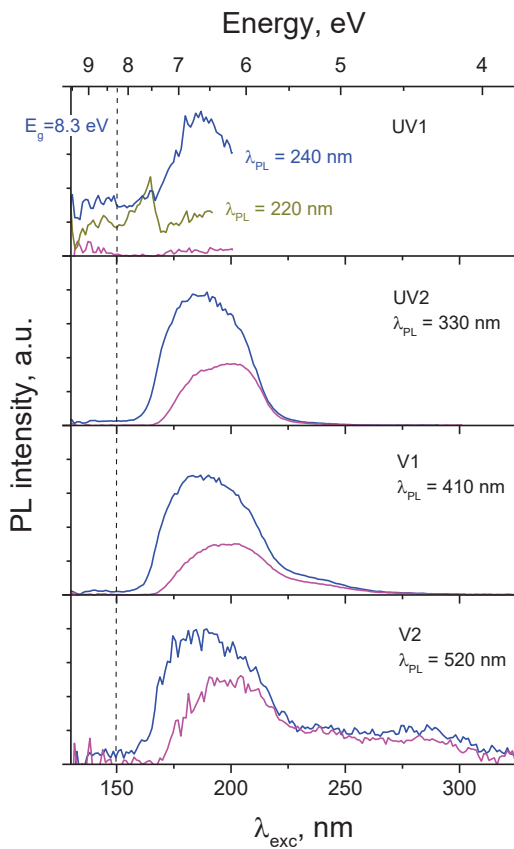 Energy, eV
9 8 7 6 5 4
E_g=8.3 eV
UV1
λ_PL = 240 nm
λ_PL = 220 nm
UV2
λ_PL = 330 nm
V1
λ_PL = 410 nm
V2
λ_PL = 520 nm
PL intensity, a.u.
150 200 250 300
λ_exc, nm